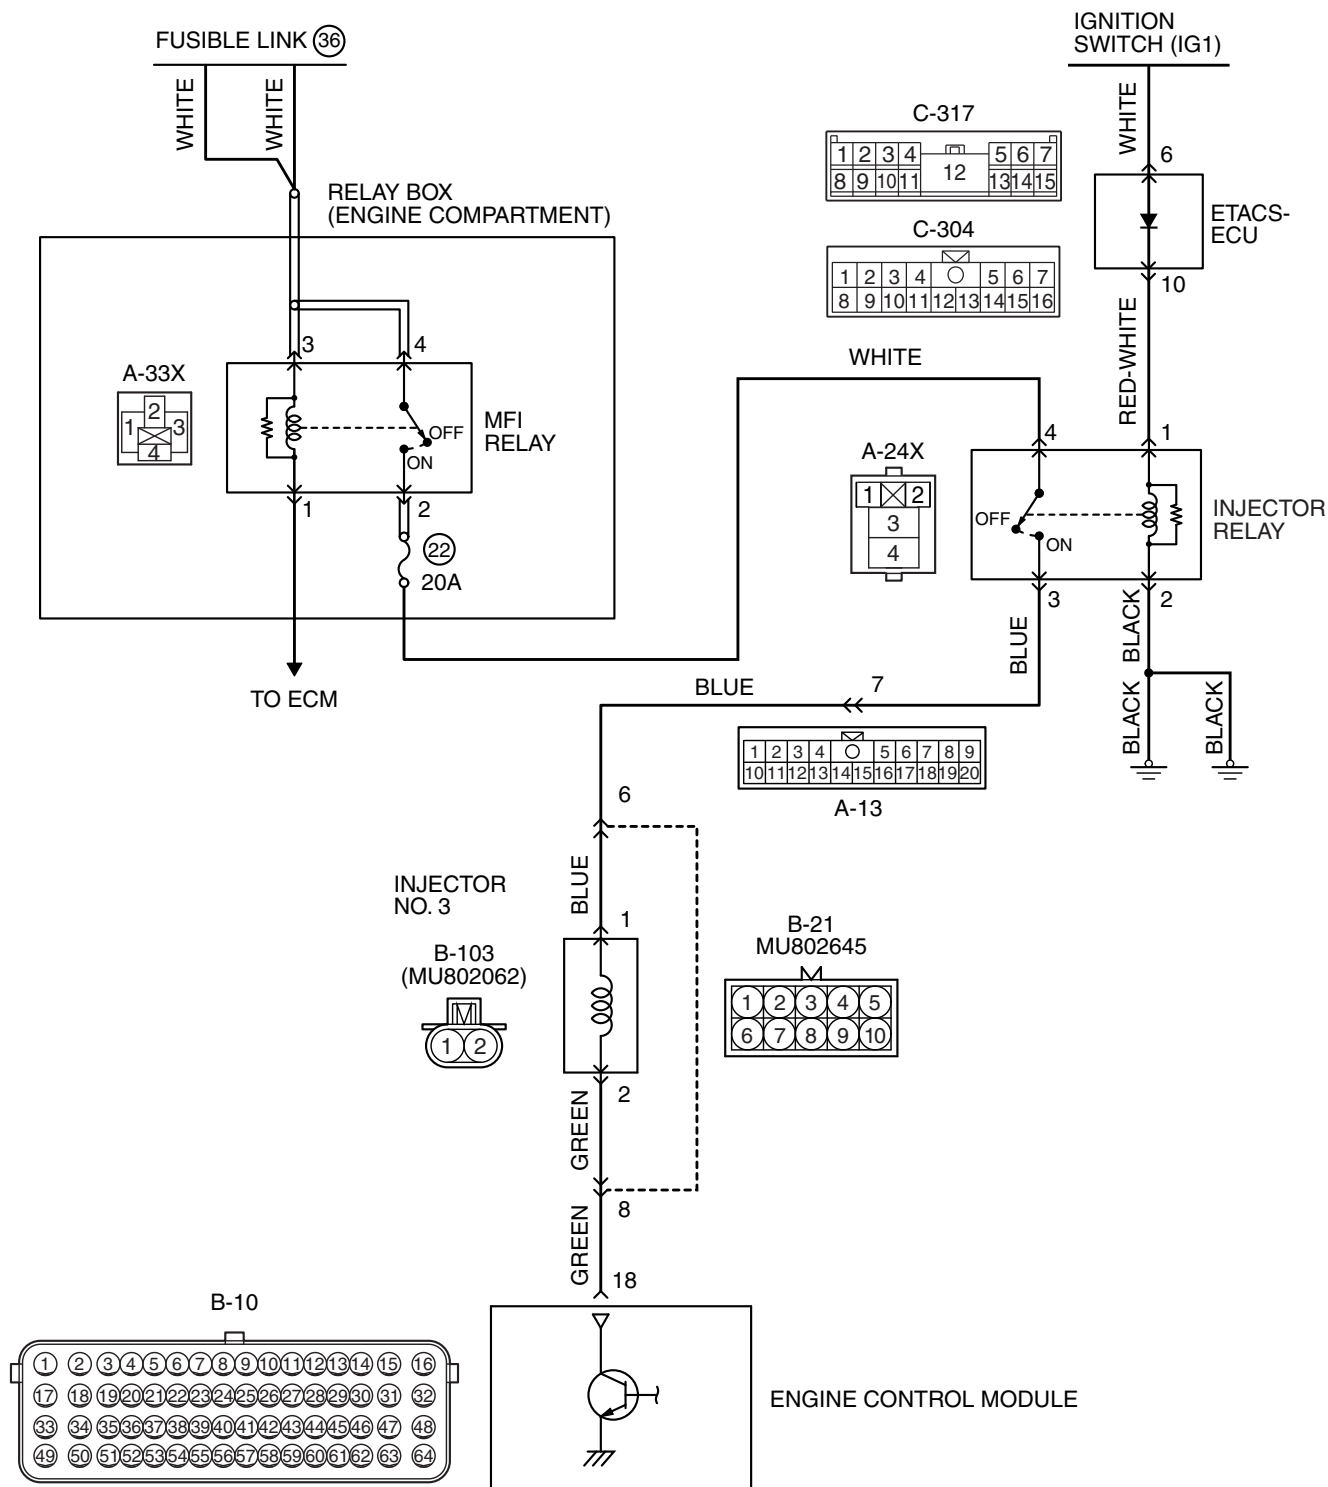 FUSIBLE LINK 36
WHITE
WHITE
RELAY BOX
(ENGINE COMPARTMENT)
IGNITION
SWITCH (IG1)
WHITE
6
ETACS-
ECU
10
RED-WHITE
C-317
1 2 3 4 5 6 7
12
8 9 10 11 13 14 15
C-304
1 2 3 4 5 6 7
8 9 10 11 12 13 14 15 16
WHITE
3
4
A-33X
2
1 3
4
OFF
ON
MFI
RELAY
1
2
22
20A
TO ECM
4
1
A-24X
1 2
3
4
OFF
ON
INJECTOR
RELAY
3
2
BLUE
BLACK
BLACK
BLACK
BLUE
7
1 2 3 4 5 6 7 8 9
10 11 12 13 14 15 16 17 18 19 20
A-13
6
BLUE
INJECTOR
NO. 3
1
B-103
(MU802062)
1 2
B-21
MU802645
1 2 3 4 5
6 7 8 9 10
2
GREEN
8
GREEN
18
B-10
1 2 3 4 5 6 7 8 9 10 11 12 13 14 15 16
17 18 19 20 21 22 23 24 25 26 27 28 29 30 31 32
33 34 35 36 37 38 39 40 41 42 43 44 45 46 47 48
49 50 51 52 53 54 55 56 57 58 59 60 61 62 63 64
ENGINE CONTROL MODULE